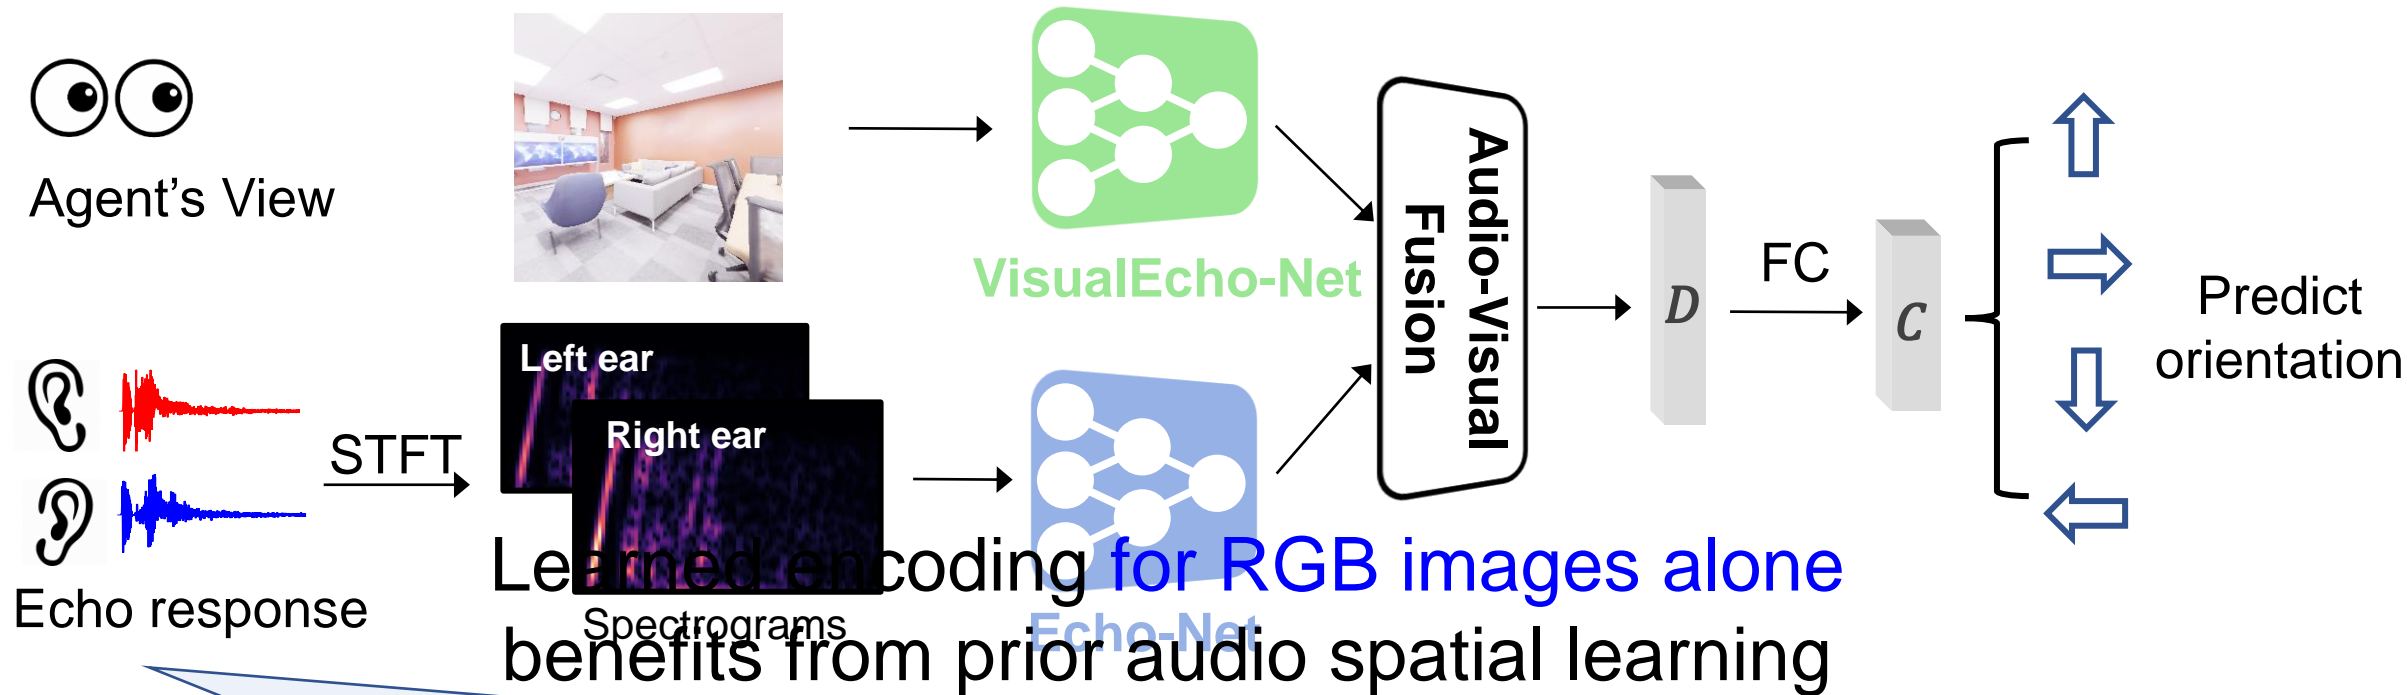 Agent's View
VisualEcho-Net
Audio-Visual
Fusion
D
FC
C
Predict
orientation
Left ear
Right ear
STFT
Echo response
Spectrograms
Echo-Net
Learned encoding for RGB images alone
benefits from prior audio spatial learning